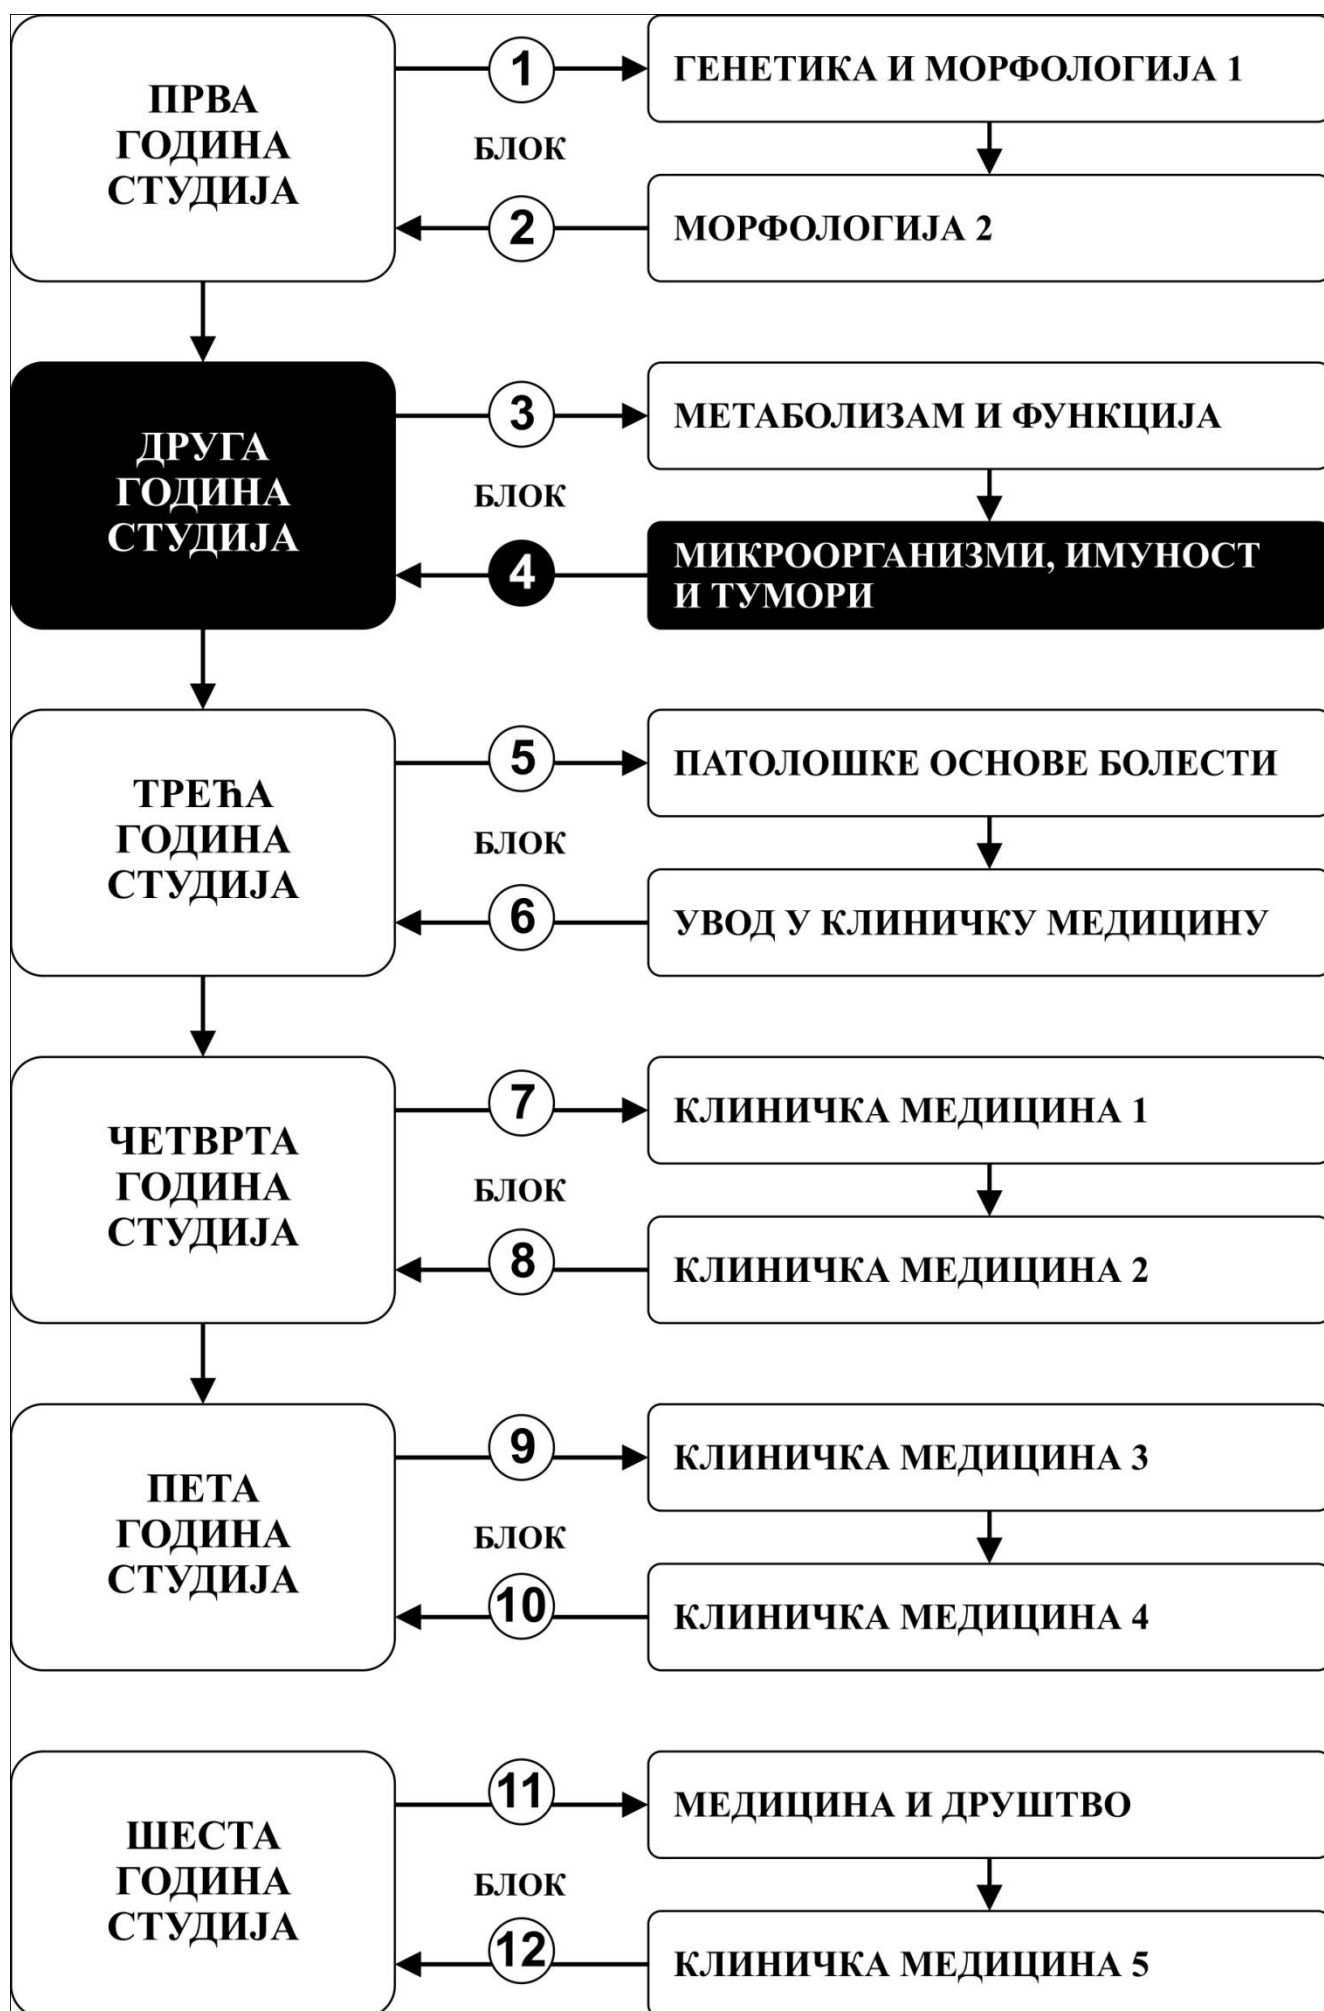 ПРВА
ГОДИНА
СТУДИЈА
1
БЛОК
2
ГЕНЕТИКА И МОРФОЛОГИЈА 1
МОРФОЛОГИЈА 2
ДРУГА
ГОДИНА
СТУДИЈА
3
БЛОК
4
МЕТАБОЛИЗАМ И ФУНКЦИЈА
МИКРООРГАНИЗМИ, ИМУНОСТ
И ТУМОРИ
ТРЕЋА
ГОДИНА
СТУДИЈА
5
БЛОК
6
ПАТОЛОШКЕ ОСНОВЕ БОЛЕСТИ
УВОД У КЛИНИЧКУ МЕДИЦИНУ
ЧЕТВРТА
ГОДИНА
СТУДИЈА
7
БЛОК
8
КЛИНИЧКА МЕДИЦИНА 1
КЛИНИЧКА МЕДИЦИНА 2
ПЕТА
ГОДИНА
СТУДИЈА
9
БЛОК
10
КЛИНИЧКА МЕДИЦИНА 3
КЛИНИЧКА МЕДИЦИНА 4
ШЕСТА
ГОДИНА
СТУДИЈА
11
БЛОК
12
МЕДИЦИНА И ДРУШТВО
КЛИНИЧКА МЕДИЦИНА 5